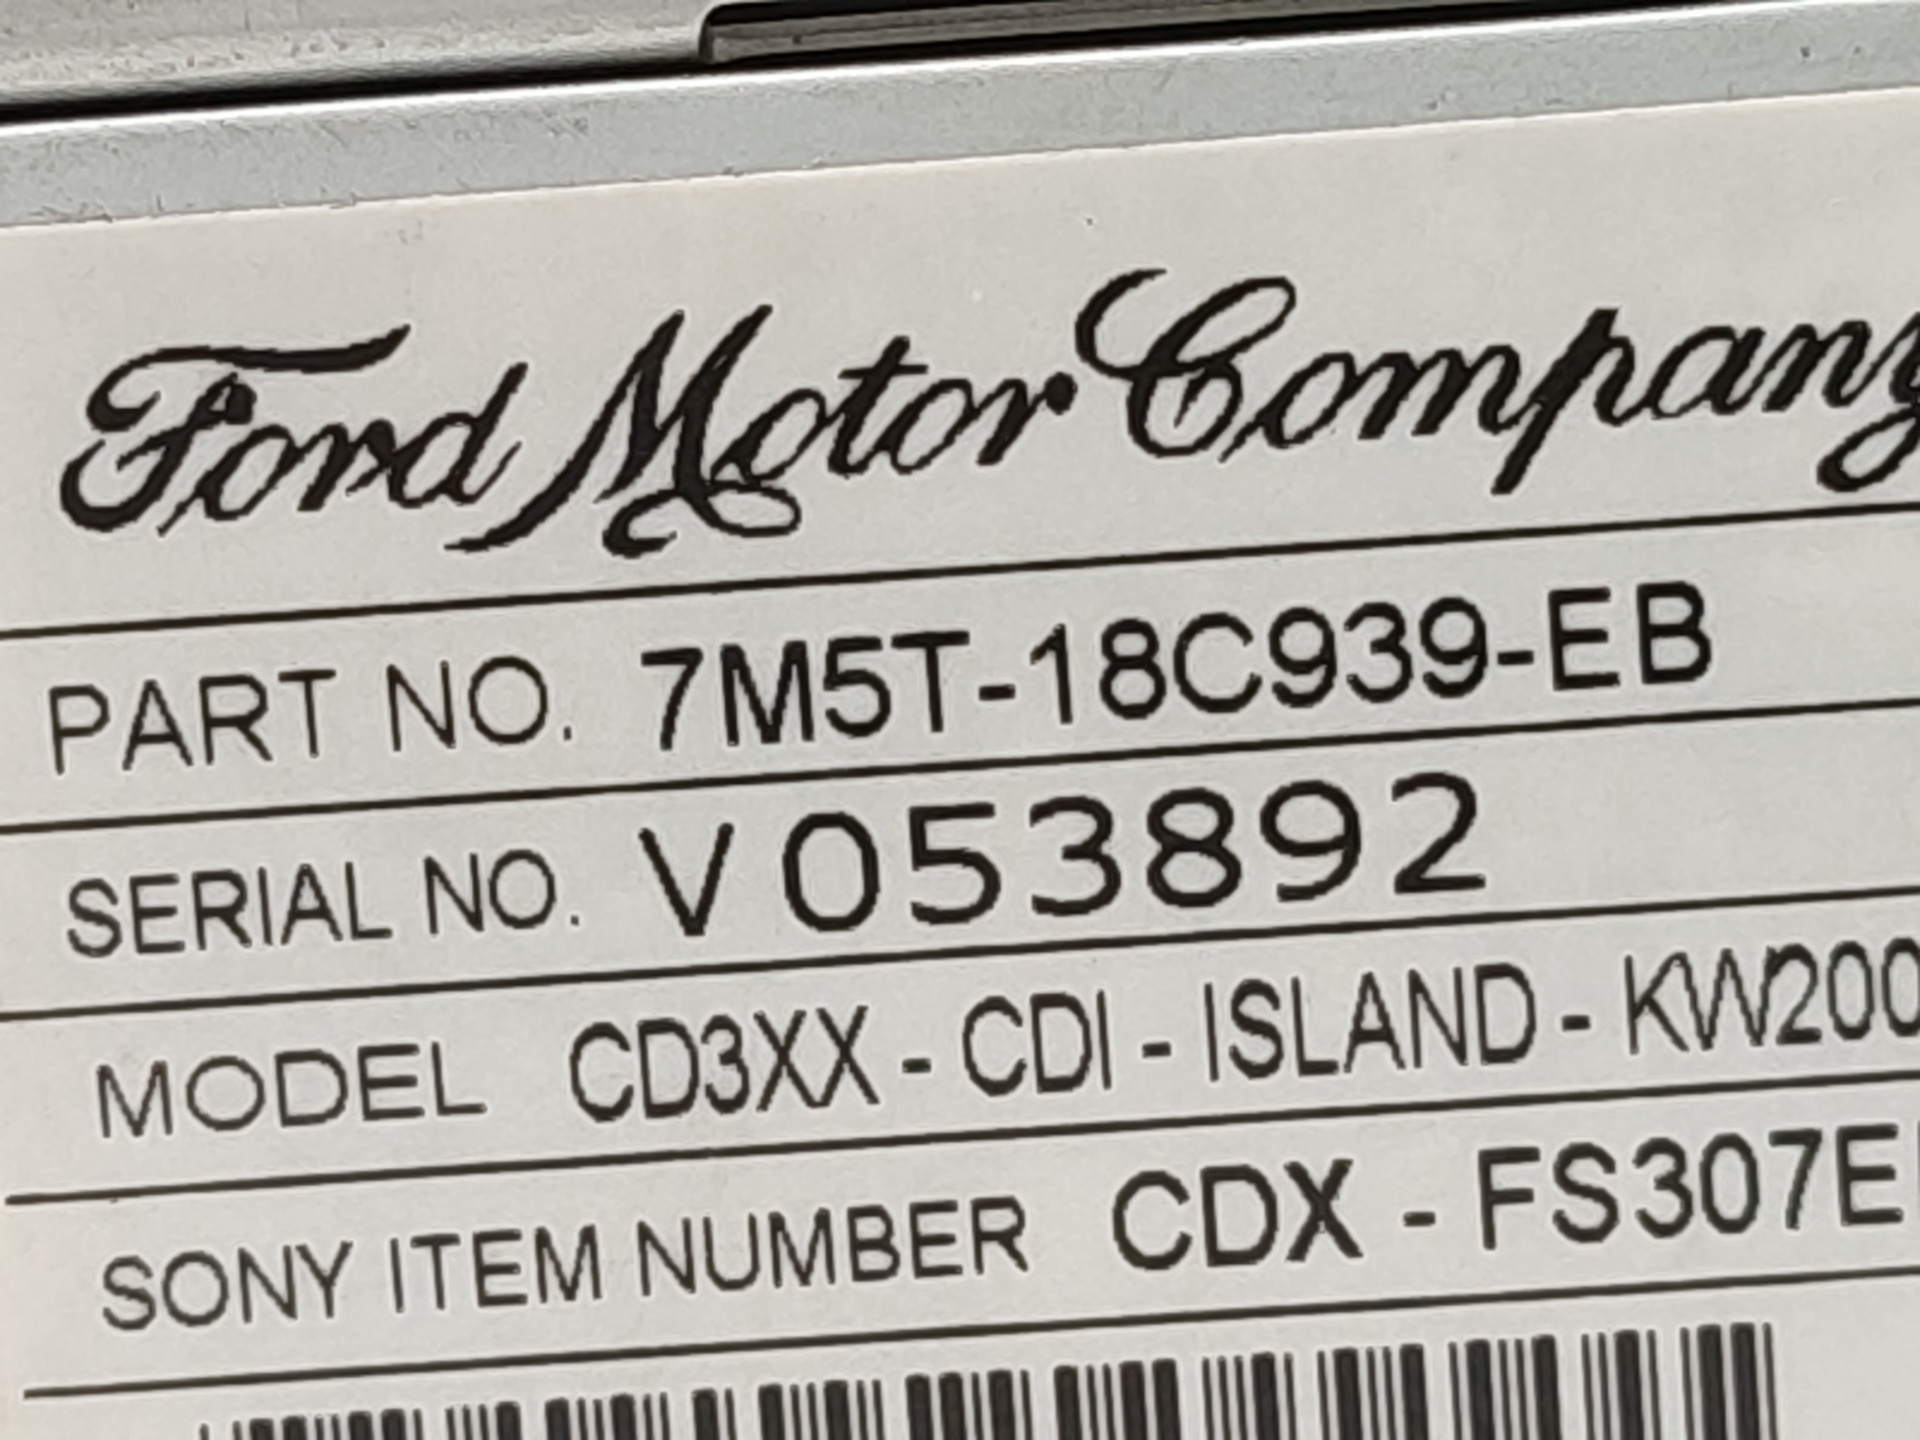 Ford Motor Company
PART NO. 7M5T-18C939-EB
SERIAL NO. V053892
MODEL CD3XX - CDI - ISLAND - KW200
SONY ITEM NUMBER CDX - FS307E